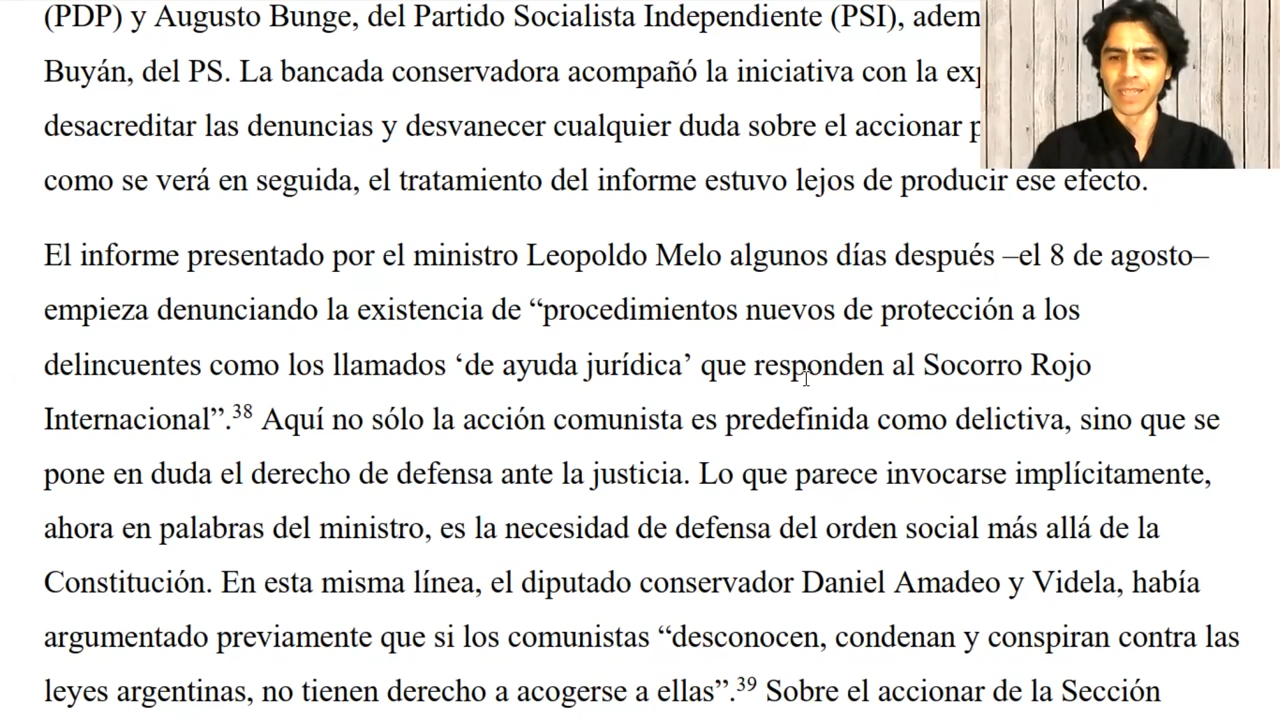 (PDP) y Augusto Bunge, del Partido Socialista Independiente (PSI), adem
Buyán, del PS. La bancada conservadora acompañó la iniciativa con la
desacreditar las denuncias y desvanecer cualquier duda sobre el accionar
como se verá en seguida, el tratamiento del informe estuvo lejos de producir ese efecto.
El informe presentado por el ministro Leopoldo Melo algunos días después –el 8 de agosto–
empieza denunciando la existencia de “procedimientos nuevos de protección a los
delincuentes como los llamados ‘de ayuda jurídica’ que responden al Socorro Rojo
Internacional”.38 Aquí no sólo la acción comunista es predefinida como delictiva, sino que se
pone en duda el derecho de defensa ante la justicia. Lo que parece invocarse implícitamente,
ahora en palabras del ministro, es la necesidad de defensa del orden social más allá de la
Constitución. En esta misma línea, el diputado conservador Daniel Amadeo y Videla, había
argumentado previamente que si los comunistas “desconocen, condenan y conspiran contra las
leyes argentinas, no tienen derecho a acogerse a ellas”.39 Sobre el accionar de la Sección